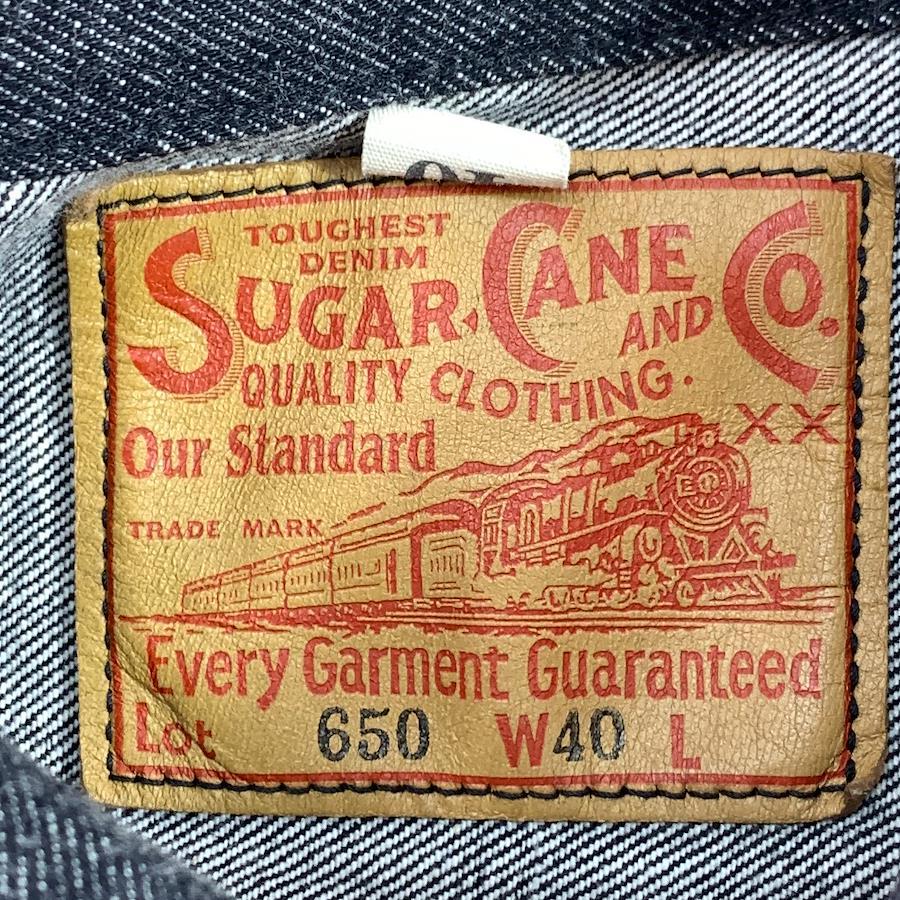 TOUGHEST
DENIM
SUGAR CANE AND Co.
QUALITY CLOTHING.
XX
Our Standard
TRADE MARK
Every Garment Guaranteed
Lot 650 W40 L